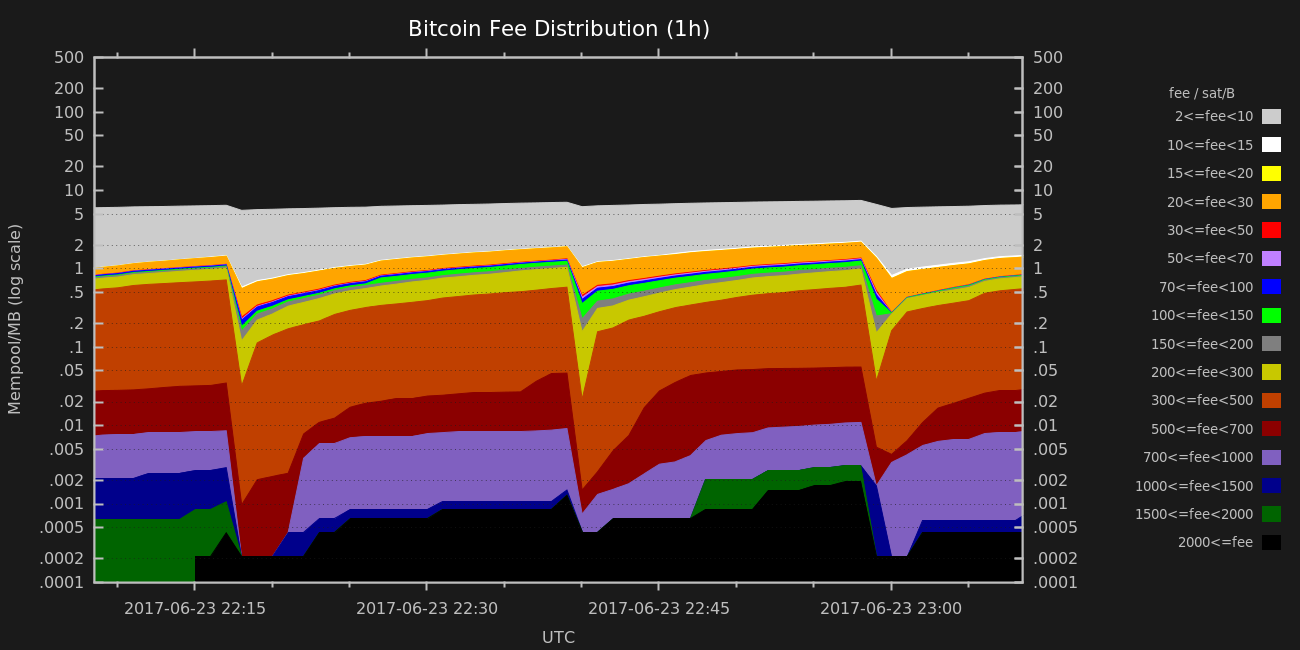 Bitcoin Fee Distribution (1h)
500 500
200 200
100 100
50 50
20 20
10 10
5 5
2 2
1 1
.5 .5
.2 .2
.1 .1
.05 .05
.02 .02
.01 .01
.005 .005
.002 .002
.001 .001
.0005 .0005
.0002 .0002
.0001 .0001
Mempool/MB (log scale)
2017-06-23 22:15 2017-06-23 22:30 2017-06-23 22:45 2017-06-23 23:00
UTC
fee / sat/B
2<=fee<10
10<=fee<15
15<=fee<20
20<=fee<30
30<=fee<50
50<=fee<70
70<=fee<100
100<=fee<150
150<=fee<200
200<=fee<300
300<=fee<500
500<=fee<700
700<=fee<1000
1000<=fee<1500
1500<=fee<2000
2000<=fee